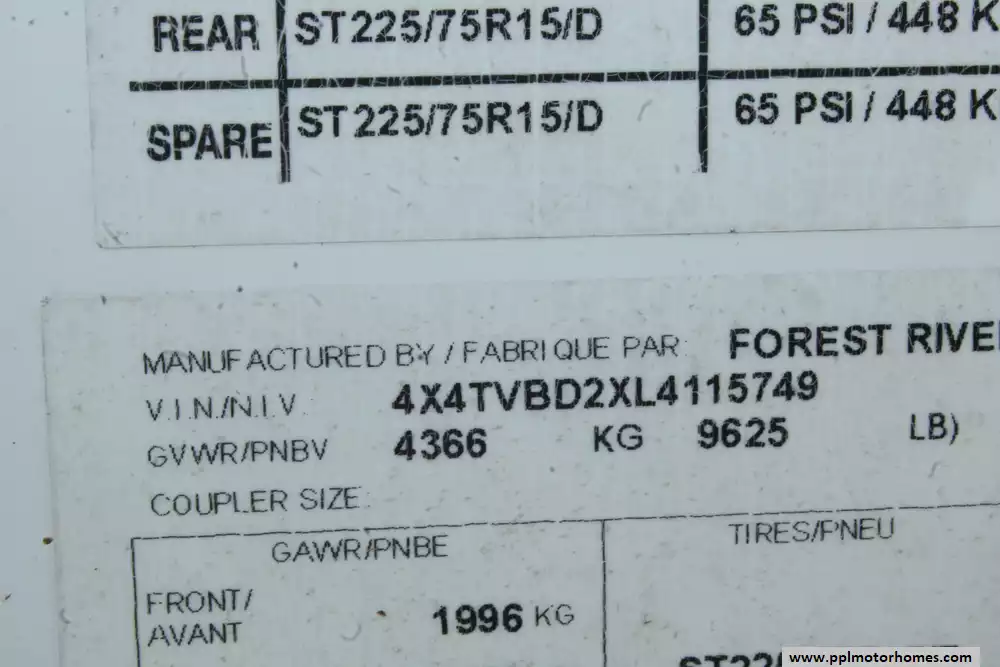 REAR ST225/75R15/D 65 PSI / 448 K
SPARE ST225/75R15/D 65 PSI / 448 K
MANUFACTURED BY / FABRIQUE PAR: FOREST RIVE
V.I.N./N.I.V. 4X4TVBD2XL4115749
GVWR/PNBV 4366 KG 9625 LB)
COUPLER SIZE:
GAWR/PNBE TIRES/PNEU
FRONT/
AVANT 1996 KG
www.pplmotorhomes.com